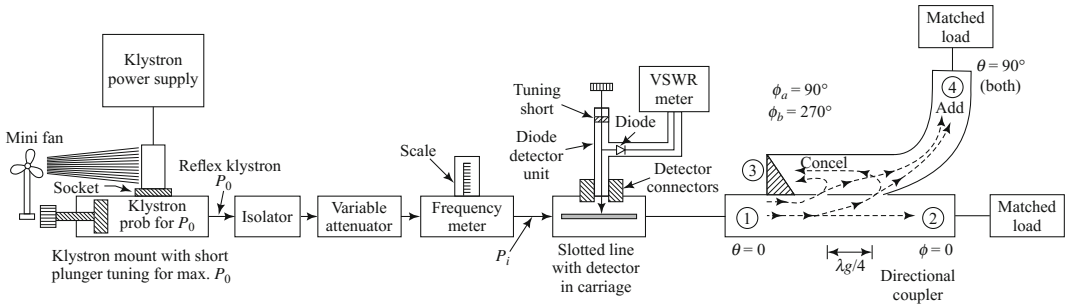 Klystron
power supply
Mini fan
Socket
Reflex klystron
P0
Klystron
prob for P0
Klystron mount with short
plunger tuning for max. P0
Isolator
Variable
attenuator
Scale
Frequency
meter
Pi
Tuning
short
Diode
detector
unit
Diode
VSWR
meter
Detector
connectors
Slotted line
with detector
in carriage
Matched
load
θ = 90°
(both)
ϕa = 90°
ϕb = 270°
4
Add
3
Concel
1
2
θ = 0
λg/4
ϕ = 0
Directional
coupler
Matched
load